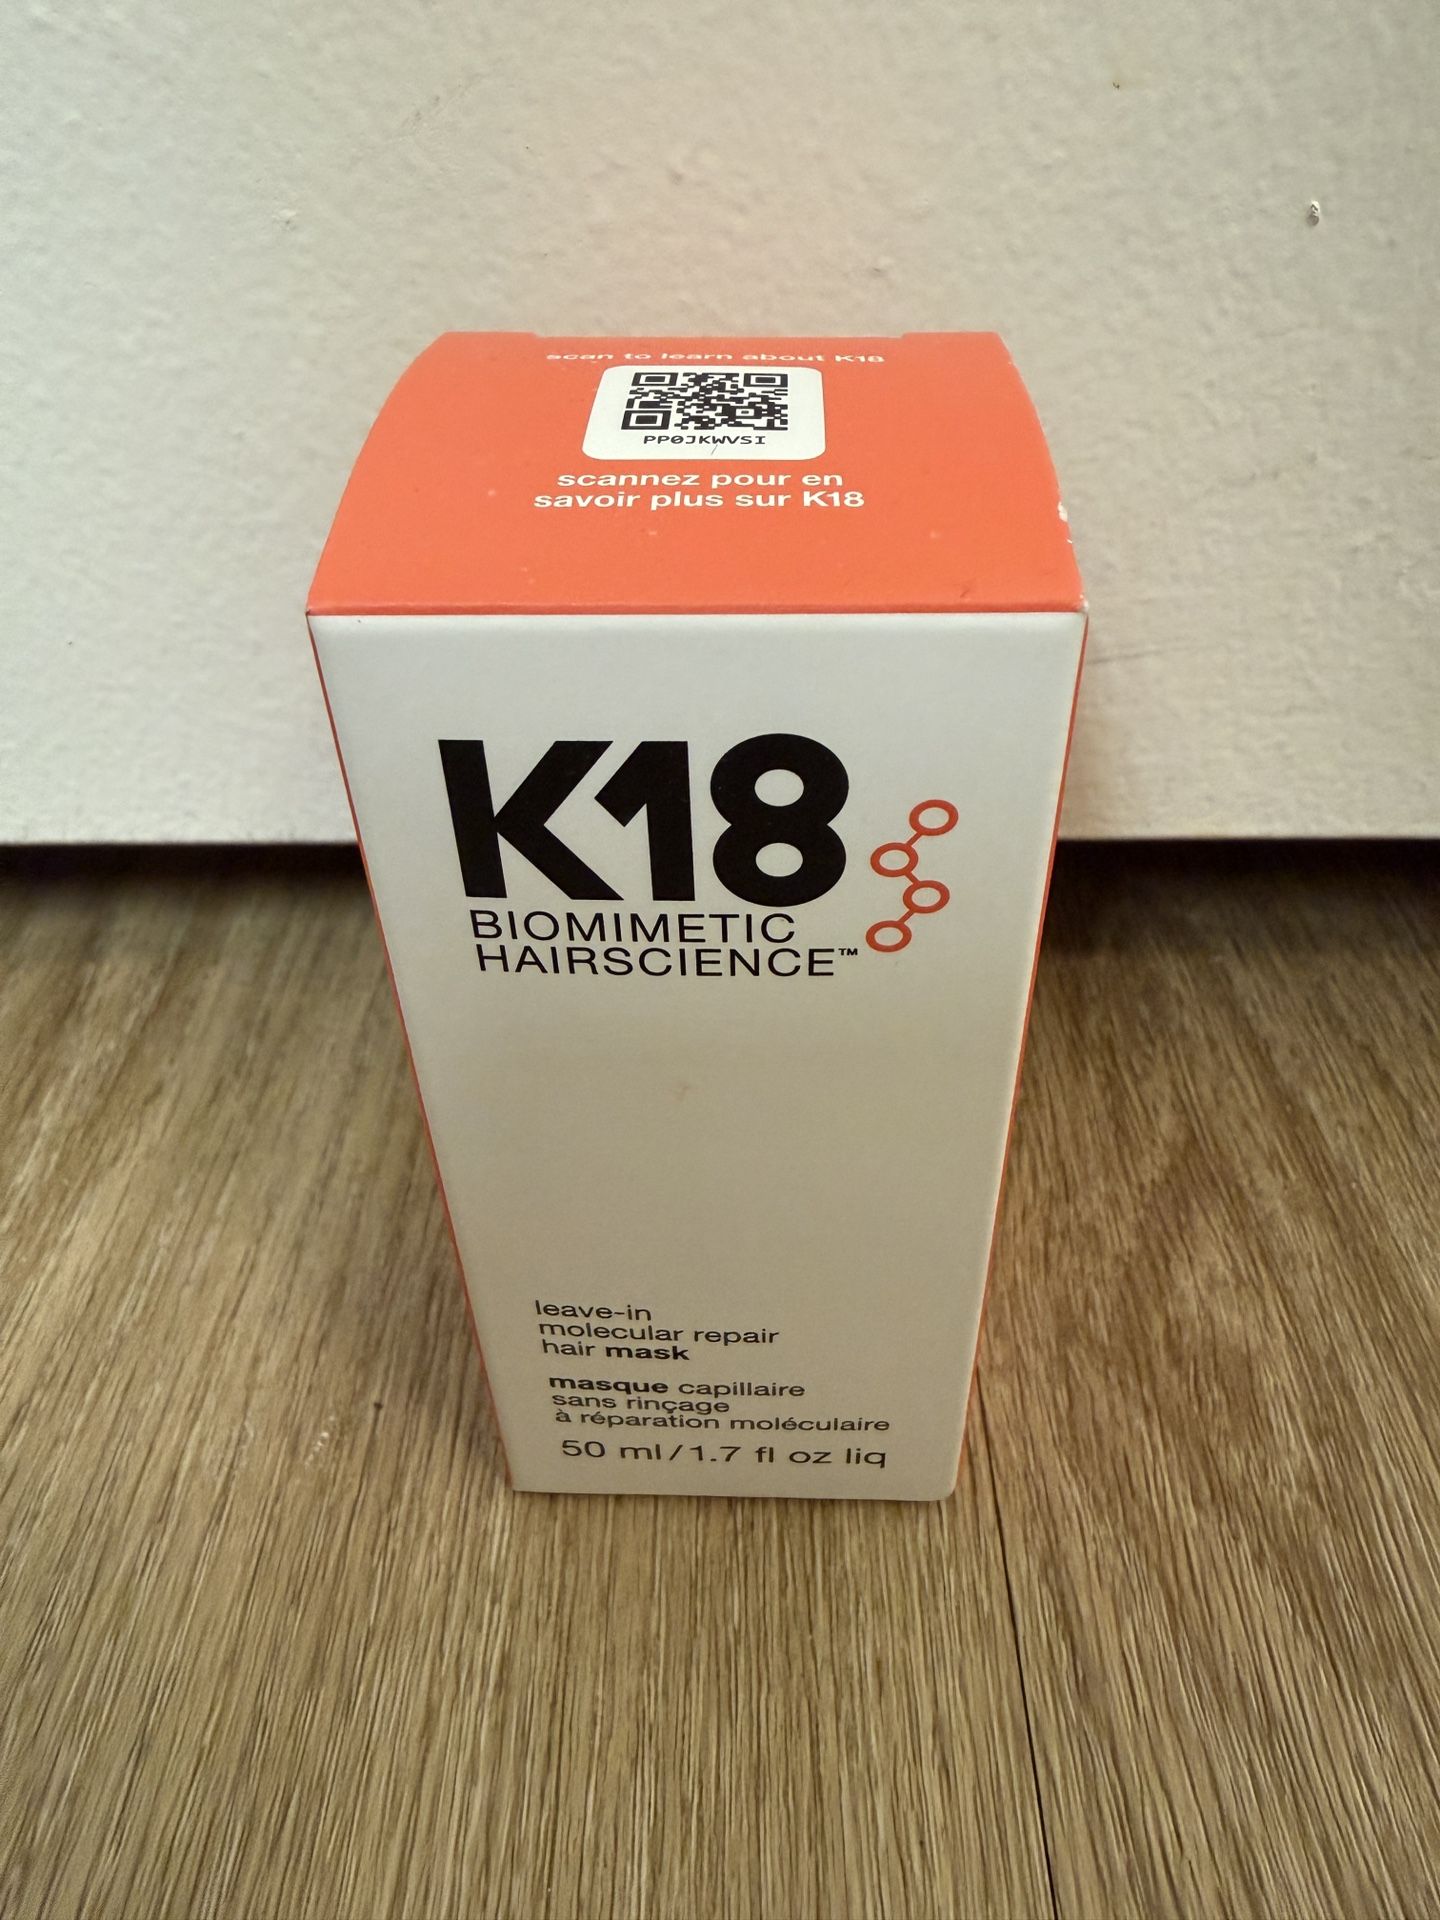 scan to learn about K18
PP0JKWVSI
scannez pour en
savoir plus sur K18
K18
BIOMIMETIC
HAIRSCIENCE™
leave-in
molecular repair
hair mask
masque capillaire
sans rinçage
à réparation moléculaire
50 ml/1.7 fl oz liq